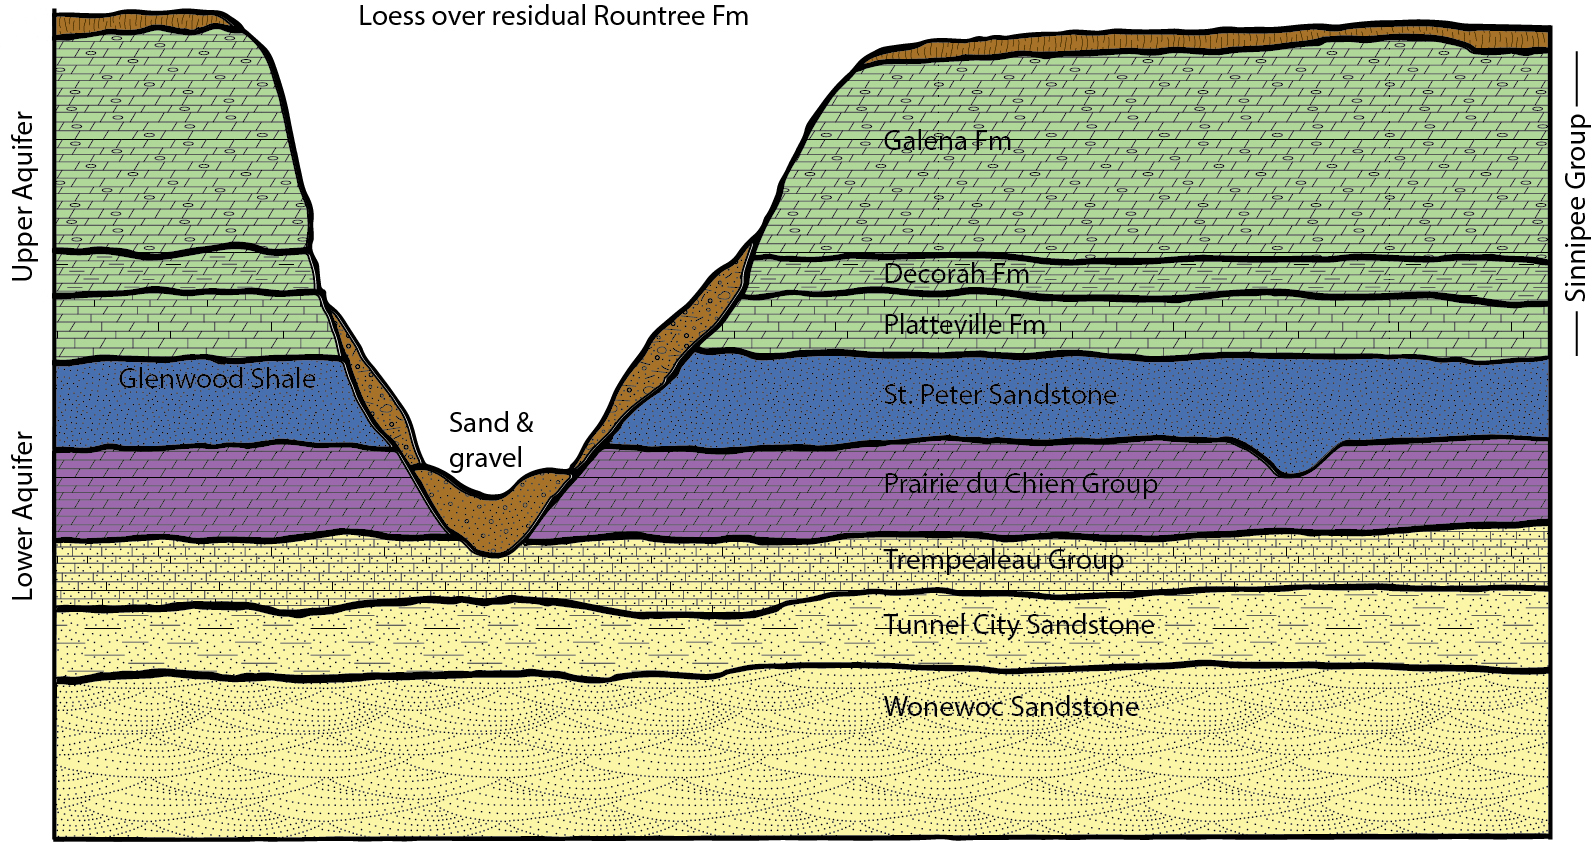 Loess over residual Rountree Fm
Upper Aquifer
Galena Fm
Sinnipee Group
Decorah Fm
Platteville Fm
Glenwood Shale
St. Peter Sandstone
Sand &
gravel
Lower Aquifer
Prairie du Chien Group
Trempealeau Group
Tunnel City Sandstone
Wonewoc Sandstone